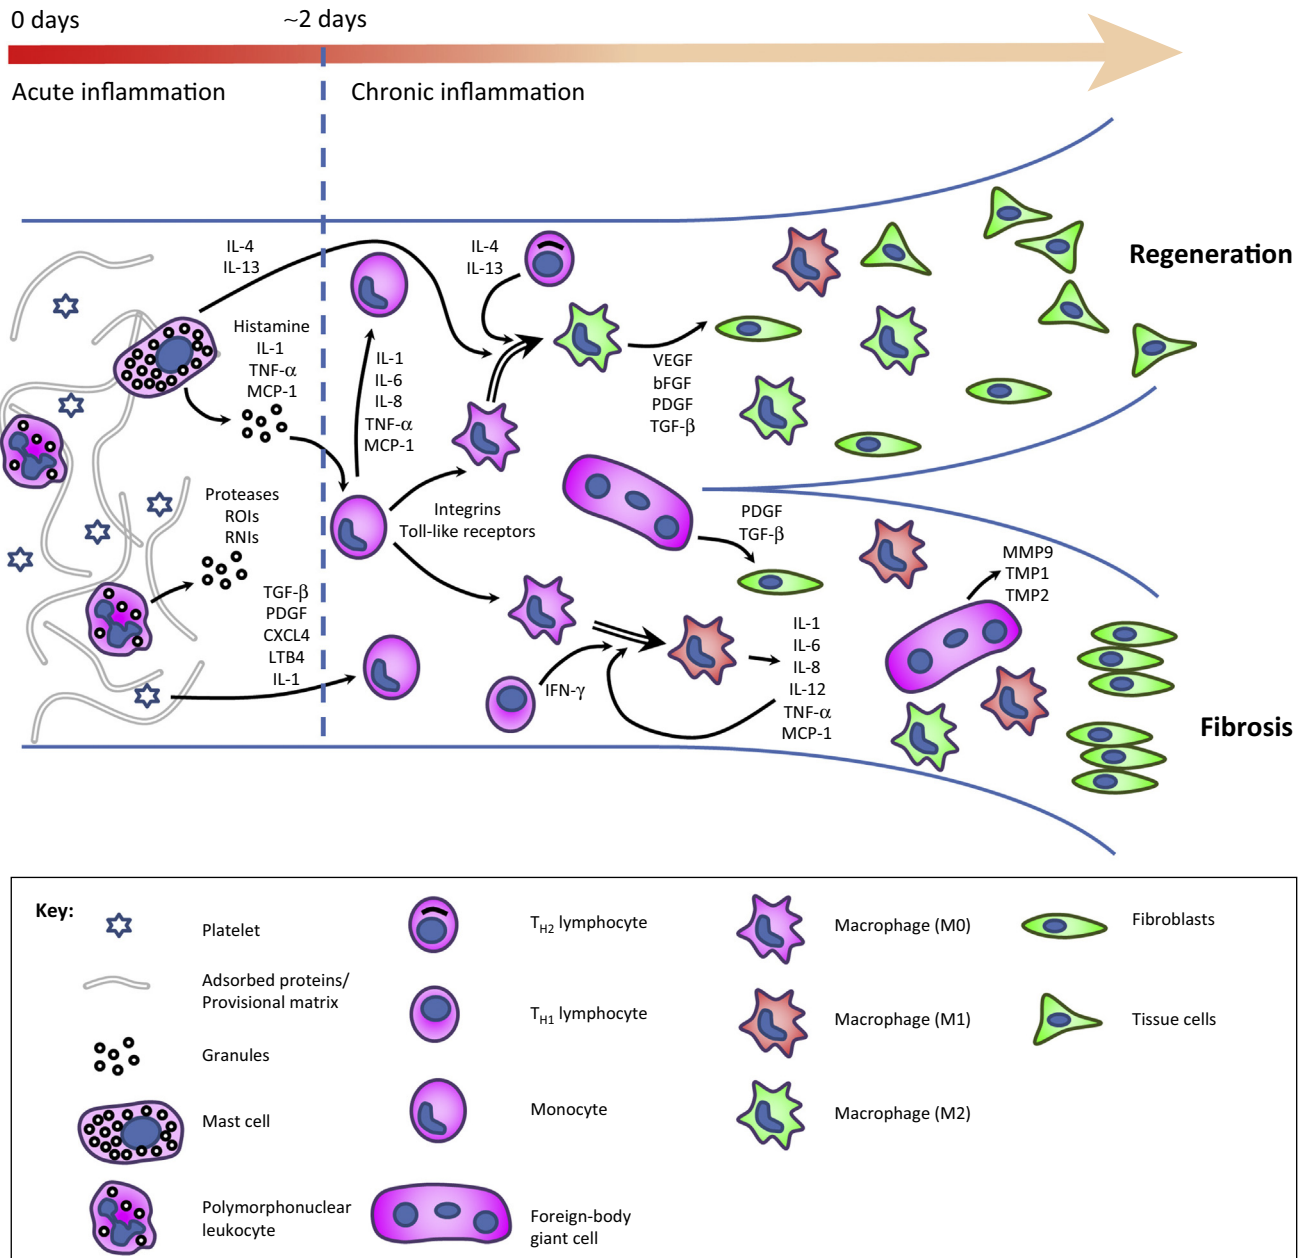 0 days
~2 days
Acute inflammation
Chronic inflammation
IL-4
IL-13
Histamine
IL-1
TNF-α
MCP-1
IL-1
IL-6
IL-8
TNF-α
MCP-1
IL-4
IL-13
VEGF
bFGF
PDGF
TGF-β
Regeneration
Proteases
ROIs
RNIs
Integrins
Toll-like receptors
PDGF
TGF-β
MMP9
TMP1
TMP2
TGF-β
PDGF
CXCL4
LTB4
IL-1
IFN-γ
IL-1
IL-6
IL-8
IL-12
TNF-α
MCP-1
Fibrosis
Key:
Platelet
Adsorbed proteins/
Provisional matrix
Granules
Mast cell
Polymorphonuclear
leukocyte
TH2 lymphocyte
TH1 lymphocyte
Monocyte
Foreign-body
giant cell
Macrophage (M0)
Macrophage (M1)
Macrophage (M2)
Fibroblasts
Tissue cells